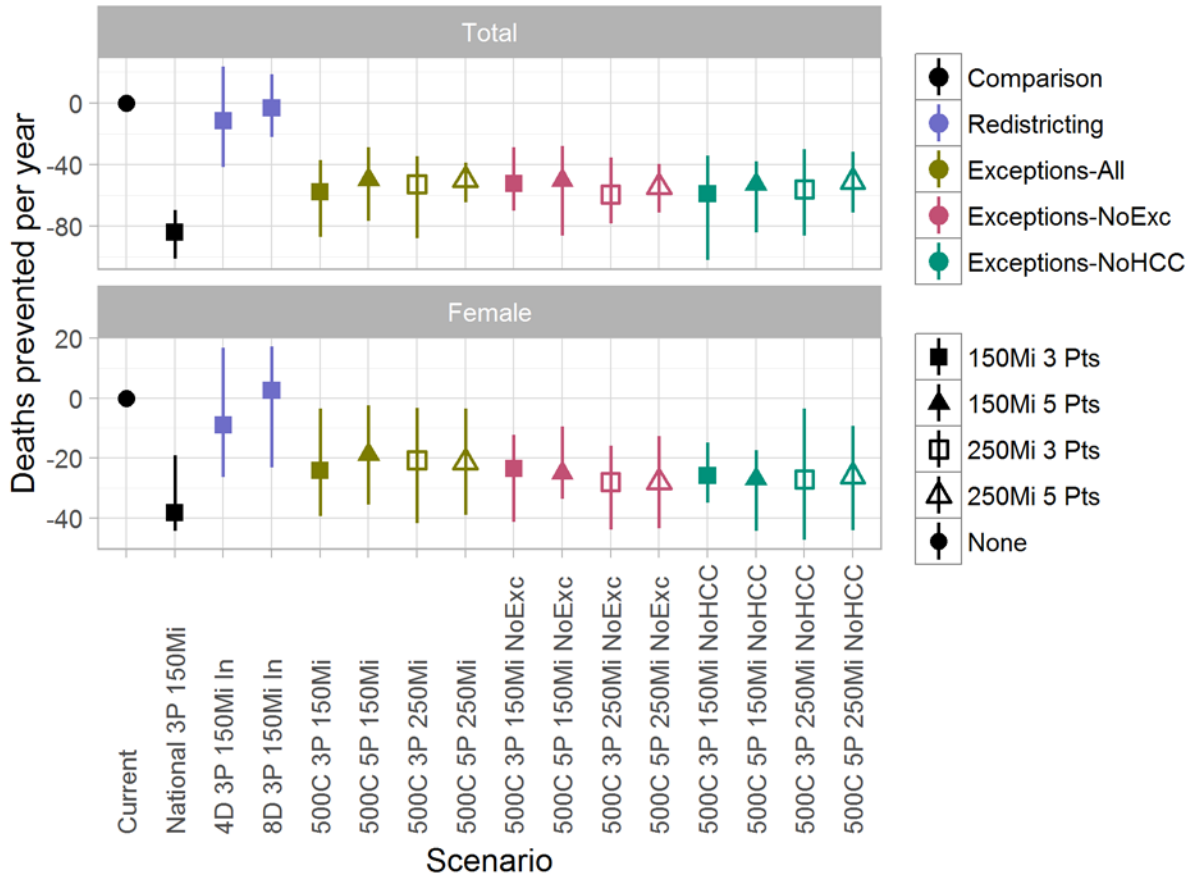 Total
Deaths prevented per year
0
-40
-80
Female
20
0
-20
-40
Current
National 3P 150Mi
4D 3P 150Mi In
8D 3P 150Mi In
500C 3P 150Mi
500C 5P 150Mi
500C 3P 250Mi
500C 5P 250Mi
500C 3P 150Mi NoExc
500C 5P 150Mi NoExc
500C 3P 250Mi NoExc
500C 5P 250Mi NoExc
500C 3P 150Mi NoHCC
500C 5P 150Mi NoHCC
500C 3P 250Mi NoHCC
500C 5P 250Mi NoHCC
Scenario
Comparison
Redistricting
Exceptions-All
Exceptions-NoExc
Exceptions-NoHCC
150Mi 3 Pts
150Mi 5 Pts
250Mi 3 Pts
250Mi 5 Pts
None